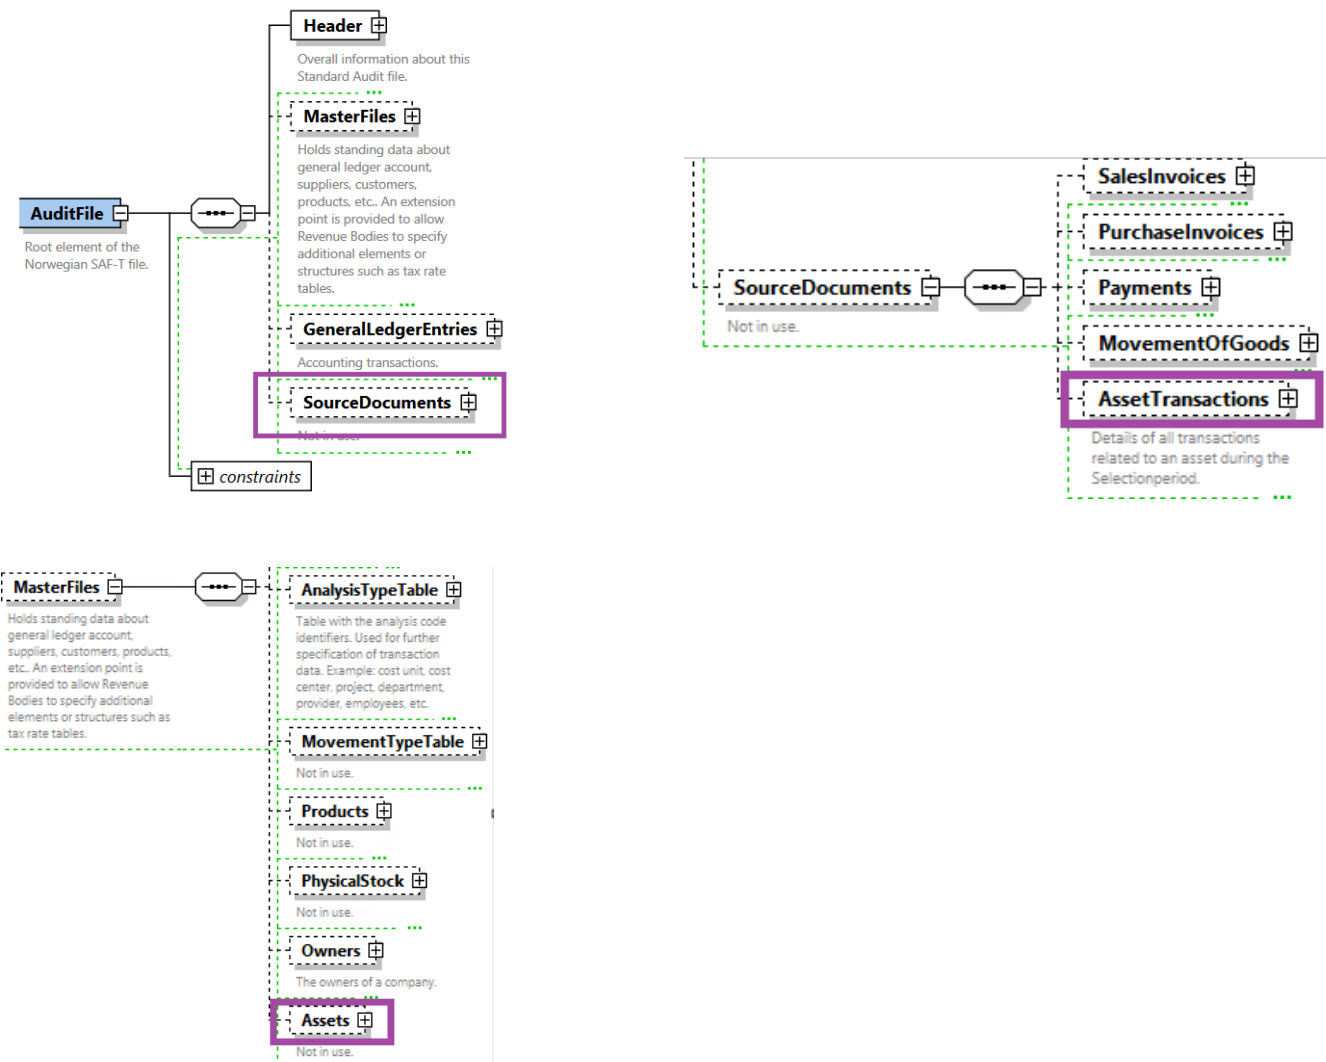 Header
Overall information about this
Standard Audit file.
MasterFiles
Holds standing data about
general ledger account,
suppliers, customers,
products, etc.. An extension
point is provided to allow
Revenue Bodies to specify
additional elements or
structures such as tax rate
tables.
AuditFile
Root element of the
Norwegian SAF-T file.
GeneralLedgerEntries
Accounting transactions.
SourceDocuments
Not in use.
constraints
SalesInvoices
PurchaseInvoices
SourceDocuments
Not in use.
Payments
MovementOfGoods
AssetTransactions
Details of all transactions
related to an asset during the
Selectionperiod.
MasterFiles
Holds standing data about
general ledger account,
suppliers, customers, products,
etc.. An extension point is
provided to allow Revenue
Bodies to specify additional
elements or structures such as
tax rate tables.
AnalysisTypeTable
Table with the analysis code
identifiers. Used for further
specification of transaction
data. Example: cost unit, cost
center, project, department,
provider, employees, etc.
MovementTypeTable
Not in use.
Products
Not in use.
PhysicalStock
Not in use.
Owners
The owners of a company.
Assets
Not in use.